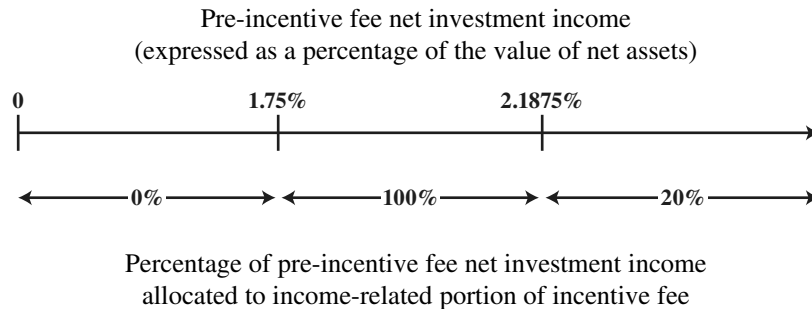 Pre-incentive fee net investment income
(expressed as a percentage of the value of net assets)
0 1.75% 2.1875%
0% 100% 20%
Percentage of pre-incentive fee net investment income
allocated to income-related portion of incentive fee